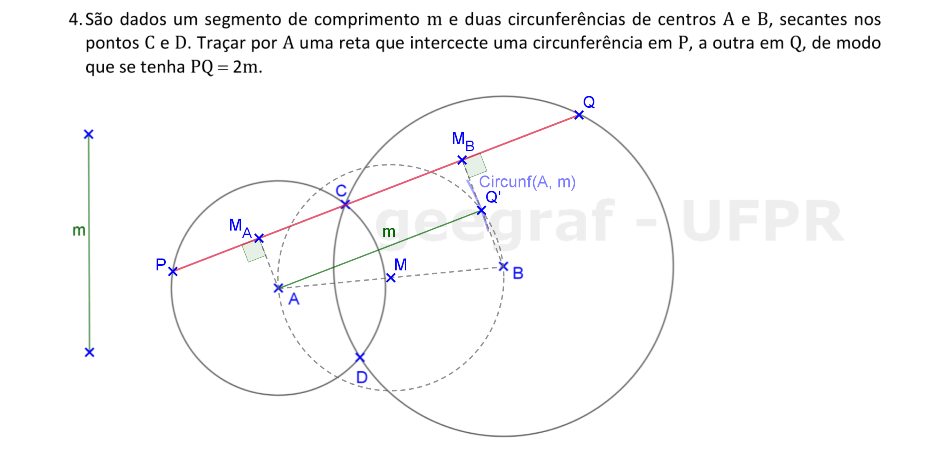 4. São dados um segmento de comprimento m e duas circunferências de centros A e B, secantes nos
pontos C e D. Traçar por A uma reta que intercecte uma circunferência em P, a outra em Q, de modo
que se tenha PQ = 2m.
Q
M_B
Circunf(A, m)
C
Q'
geegraf - UFPR
M_A
m
m
P
M
B
A
D